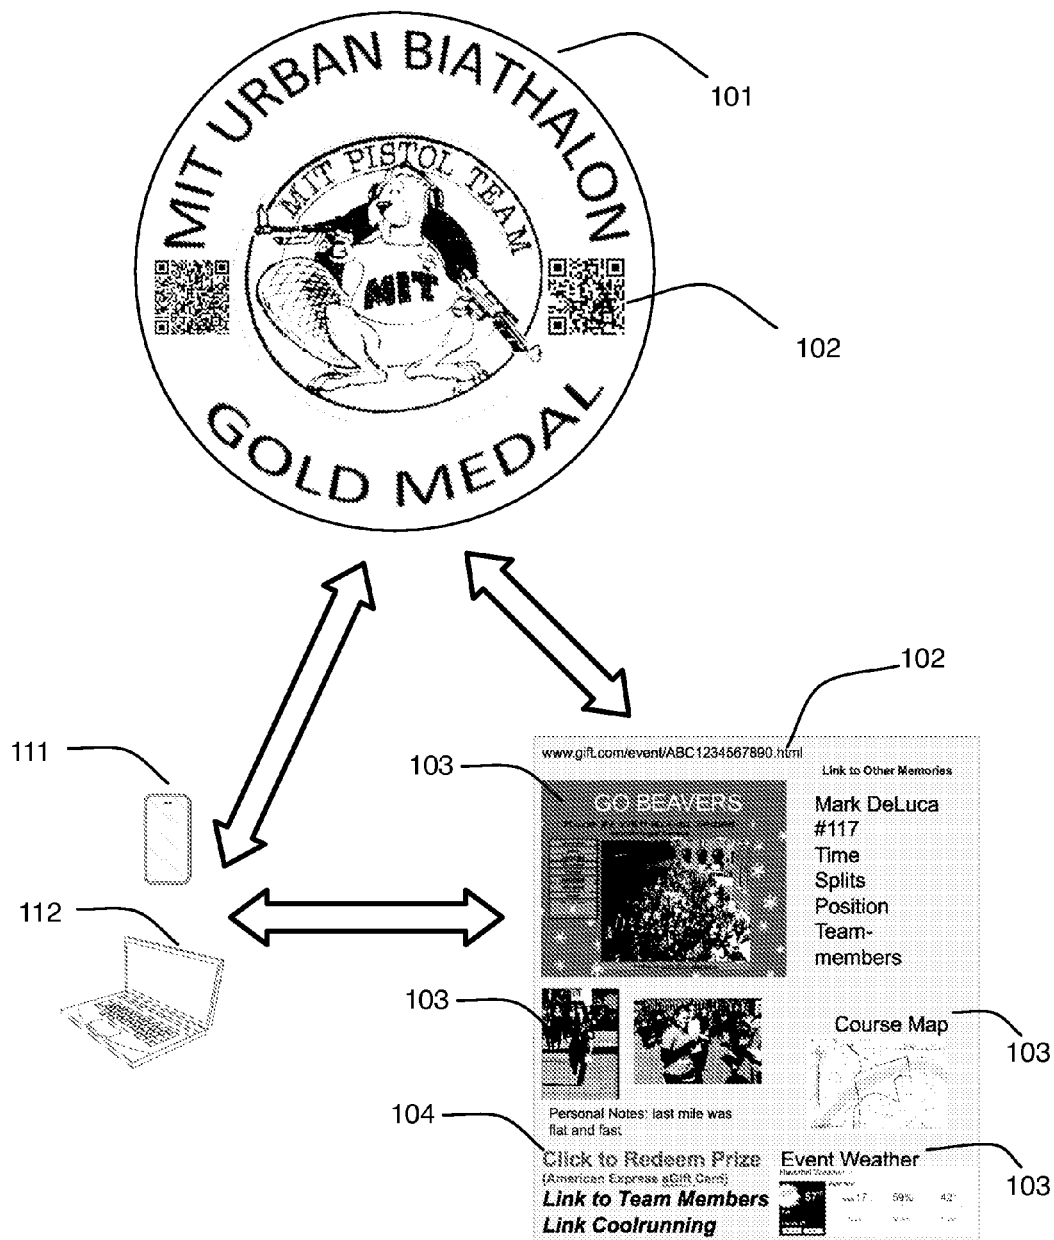 MIT URBAN BIATHALON
MIT PISTOL TEAM
MIT
GOLD MEDAL
101
102
102
111
103
www.gift.com/event/ABC1234567890.html
Link to Other Memories
GO BEAVERS
Mark DeLuca
#117
Time
Splits
Position
Team-
members
112
103
Course Map
103
104
Personal Notes: last mile was
flat and fast
Click to Redeem Prize
(American Express eGift Card)
Link to Team Members
Link Coolrunning
Event Weather
103
57°
59%
42°